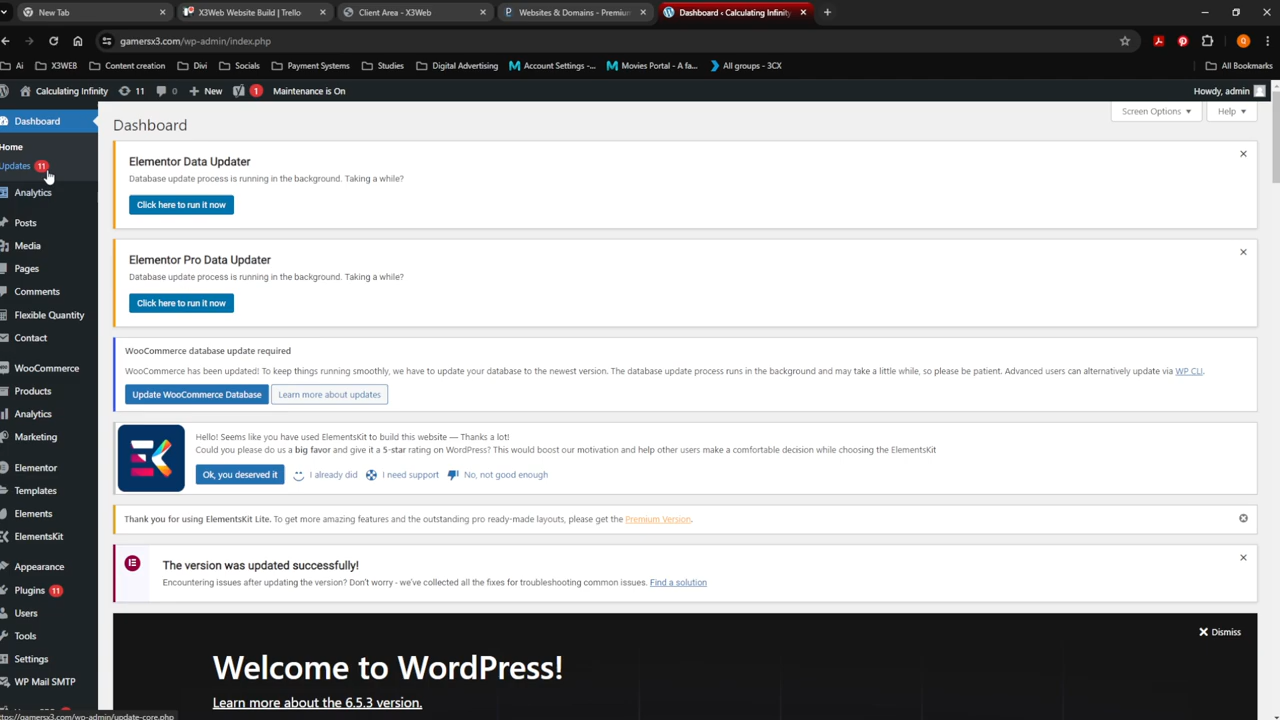 New Tab
X3Web Website Build | Trello
Client Area - X3Web
Websites & Domains - Premium
Dashboard ‹ Calculating Infinity
gamersx3.com/wp-admin/index.php
Ai
X3WEB
Content creation
Divi
Socials
Payment Systems
Studies
Digital Advertising
Account Settings -...
Movies Portal - A fa...
All groups - 3CX
All Bookmarks
Calculating Infinity
11
0
New
1
Maintenance is On
Howdy, admin
Screen Options
Help
Dashboard
Home
Updates 11
Analytics
Posts
Media
Pages
Comments
Flexible Quantity
Contact
WooCommerce
Products
Analytics
Marketing
Elementor
Templates
Elements
ElementsKit
Appearance
Plugins 11
Users
Tools
Settings
WP Mail SMTP
Dashboard
Elementor Data Updater
Database update process is running in the background. Taking a while?
Click here to run it now
Elementor Pro Data Updater
Database update process is running in the background. Taking a while?
Click here to run it now
WooCommerce database update required
WooCommerce has been updated! To keep things running smoothly, we have to update your database to the newest version. The database update process runs in the background and may take a little while, so please be patient. Advanced users can alternatively update via WP CLI.
Update WooCommerce Database
Learn more about updates
Hello! Seems like you have used ElementsKit to build this website — Thanks a lot!
Could you please do us a big favor and give it a 5-star rating on WordPress? This would boost our motivation and help other users make a comfortable decision while choosing the ElementsKit
Ok, you deserved it
I already did
I need support
No, not good enough
Thank you for using ElementsKit Lite. To get more amazing features and the outstanding pro ready-made layouts, please get the Premium Version.
The version was updated successfully!
Encountering issues after updating the version? Don't worry - we've collected all the fixes for troubleshooting common issues. Find a solution
Dismiss
Welcome to WordPress!
Learn more about the 6.5.3 version.
ttps://gamersx3.com/wp-admin/update-core.php